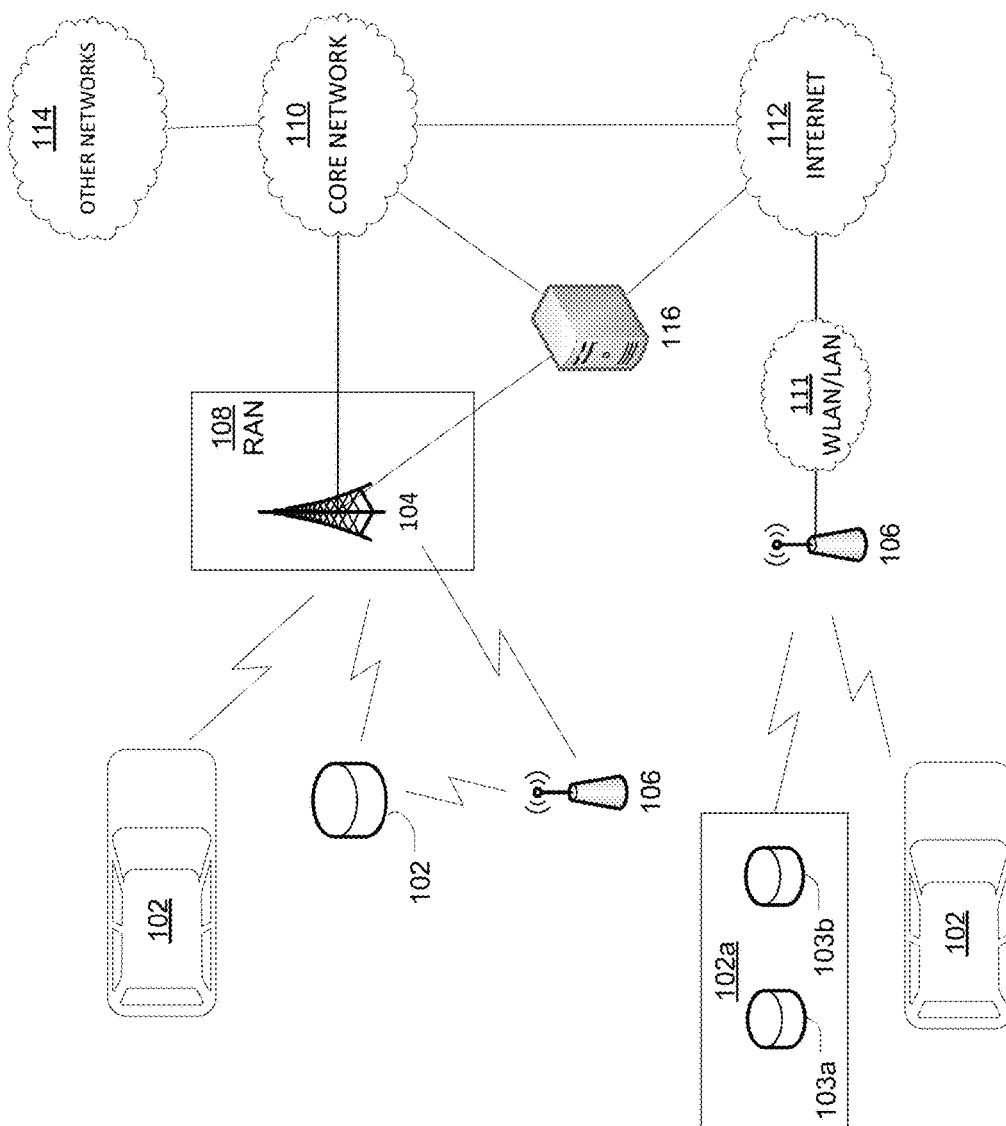 114
OTHER NETWORKS
110
CORE NETWORK
112
INTERNET
108
RAN
104
116
111
WLAN/LAN
106
102
102
106
102a
103a
103b
102